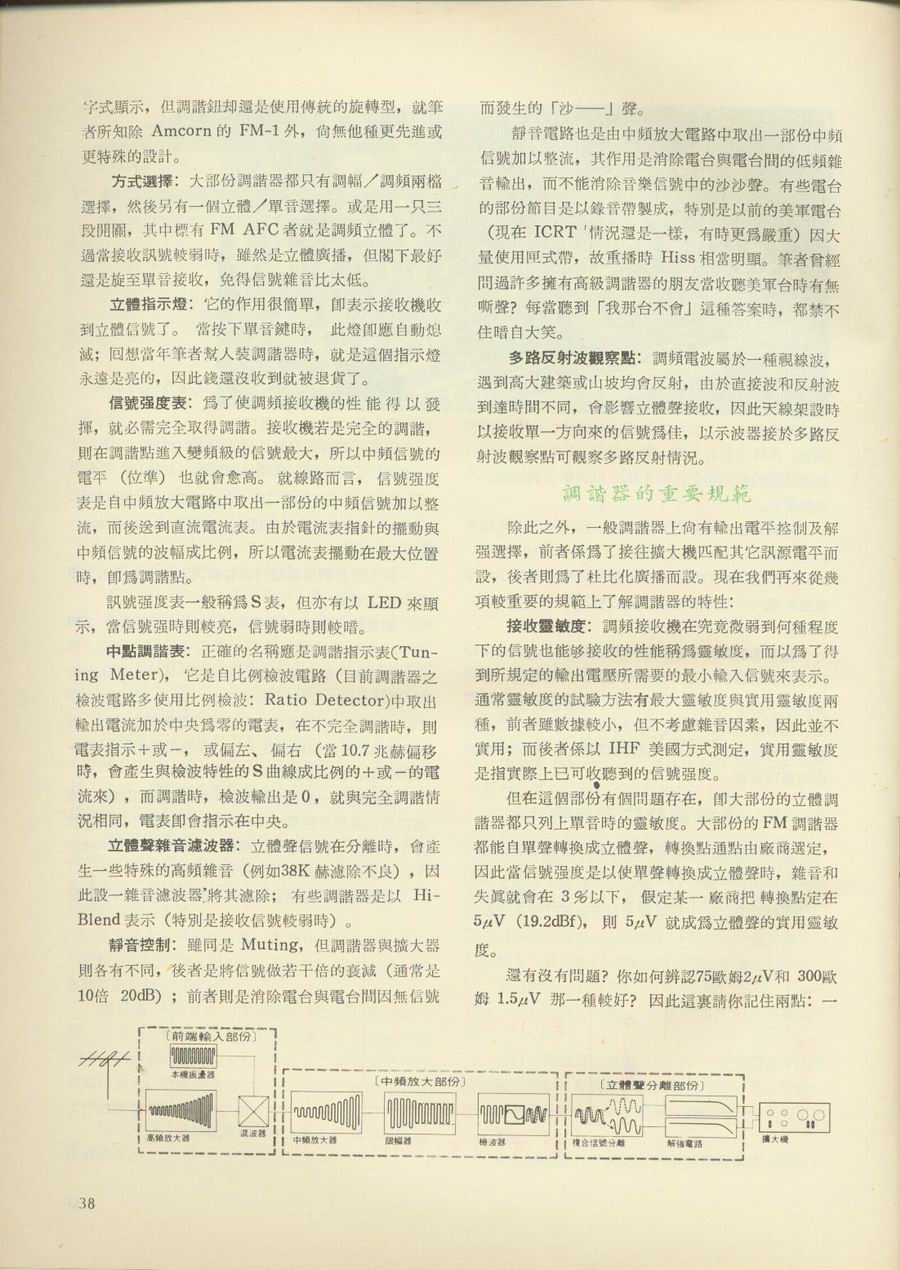 字式顯示，但調諧鈕却還是使用傳統的旋轉型，就筆
者所知除 Amcorn 的 FM-1 外，尙無他種更先進或
更特殊的設計。
方式選擇：大部份調諧器都只有調幅／調頻兩檔
選擇，然後另有一個立體／單音選擇。或是用一只三
段開關，其中標有 FM AFC 者就是調頻立體了。不
過當接收訊號較弱時，雖然是立體廣播，但閣下最好
還是旋至單音接收，免得信號雜音比太低。
立體指示燈：它的作用很簡單，卽表示接收機收
到立體信號了。 當按下單音鍵時， 此燈卽應自動熄
滅；回想當年筆者幫人裝調諧器時，就是這個指示燈
永遠是亮的，因此錢還沒收到就被退貨了。
信號强度表：爲了使調頻接收機的性能得以發
揮，就必需完全取得調諧。接收機若是完全的調諧，
則在調諧點進入變頻級的信號最大，所以中頻信號的
電平 （位準） 也就會愈高。 就線路而言， 信號强度
表是自中頻放大電路中取出一部份的中頻信號加以整
流，而後送到直流電流表。由於電流表指針的擺動與
中頻信號的波幅成比例，所以電流表擺動在最大位置
時，卽爲調諧點。
訊號强度表一般稱爲S表，但亦有以 LED 來顯
示，當信號强時則較亮，信號弱時則較暗。
中點調諧表：正確的名稱應是調諧指示表(Tun-
ing Meter)，它是自比例檢波電路（目前調諧器之
檢波電路多使用比例檢波：Ratio Detector)中取出
輸出電流加於中央爲零的電表，在不完全調諧時，則
電表指示＋或－， 或偏左、 偏右 （當 10.7 兆赫偏移
時，會產生與檢波特性的S曲線成比例的＋或－的電
流來），而調諧時，檢波輸出是0，就與完全調諧情
況相同，電表卽會指示在中央。
立體聲雜音濾波器：立體聲信號在分離時，會產
生一些特殊的高頻雜音（例如38K 赫濾除不良），因
此設一雜音濾波器將其濾除；有些調諧器是以 Hi-
Blend 表示（特別是接收信號較弱時）。
靜音控制：雖同是 Muting，但調諧器與擴大器
則各有不同，後者是將信號做若干倍的衰減（通常是
10倍 20dB）；前者則是消除電台與電台間因無信號
而發生的「沙——」聲。
靜音電路也是由中頻放大電路中取出一部份中頻
信號加以整流，其作用是消除電台與電台間的低頻雜
音輸出，而不能消除音樂信號中的沙沙聲。有些電台
的部份節目是以錄音帶製成，特別是以前的美軍電台
（現在 ICRT 情況還是一樣，有時更爲嚴重）因大
量使用匣式帶，故重播時 Hiss 相當明顯。筆者曾經
問過許多擁有高級調諧器的朋友當收聽美軍台時有無
嘶聲？每當聽到「我那台不會」這種答案時，都禁不
住暗自大笑。
多路反射波觀察點：調頻電波屬於一種視線波，
遇到高大建築或山坡均會反射，由於直接波和反射波
到達時間不同，會影響立體聲接收，因此天線架設時
以接收單一方向來的信號爲佳，以示波器接於多路反
射波觀察點可觀察多路反射情況。
調諧器的重要規範
除此之外，一般調諧器上尙有輸出電平控制及解
强選擇，前者係爲了接往擴大機匹配其它訊源電平而
設，後者則爲了杜比化廣播而設。現在我們再來從幾
項較重要的規範上了解調諧器的特性：
接收靈敏度：調頻接收機在究竟微弱到何種程度
下的信號也能够接收的性能稱爲靈敏度，而以爲了得
到所規定的輸出電壓所需要的最小輸入信號來表示。
通常靈敏度的試驗方法有最大靈敏度與實用靈敏度兩
種，前者雖數據較小，但不考慮雜音因素，因此並不
實用；而後者係以 IHF 美國方式測定，實用靈敏度
是指實際上已可收聽到的信號强度。
但在這個部份有個問題存在，卽大部份的立體調
諧器都只列上單音時的靈敏度。大部份的 FM 調諧器
都能自單聲轉換成立體聲，轉換點通點由廠商選定，
因此當信號强度是以使單聲轉換成立體聲時，雜音和
失眞就會在 3％以下， 假定某一 廠商把 轉換點定在
5μV (19.2dBf)， 則 5μV 就成爲立體聲的實用靈敏
度。
還有沒有問題？你如何辨認75歐姆2μV和 300歐
姆 1.5μV 那一種較好？因此這裏請你記住兩點：一
〔前端輸入部份〕
本機振盪器
高頻放大器
混波器
〔中頻放大部份〕
中頻放大器
限幅器
檢波器
〔立體聲分離部份〕
複合信號分離
解強電路
擴大機
38